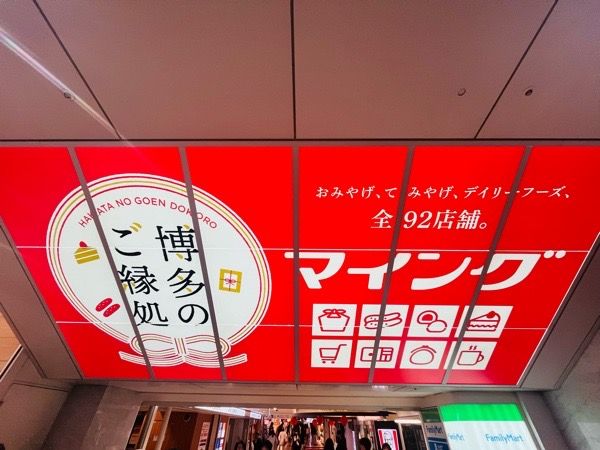 HAKATA NO GOEN DOKORO
博多の
ご縁処
おみやげ、てみやげ、デイリーフーズ、
全92店舗。
マイング
FamilyMart
FamilyMart